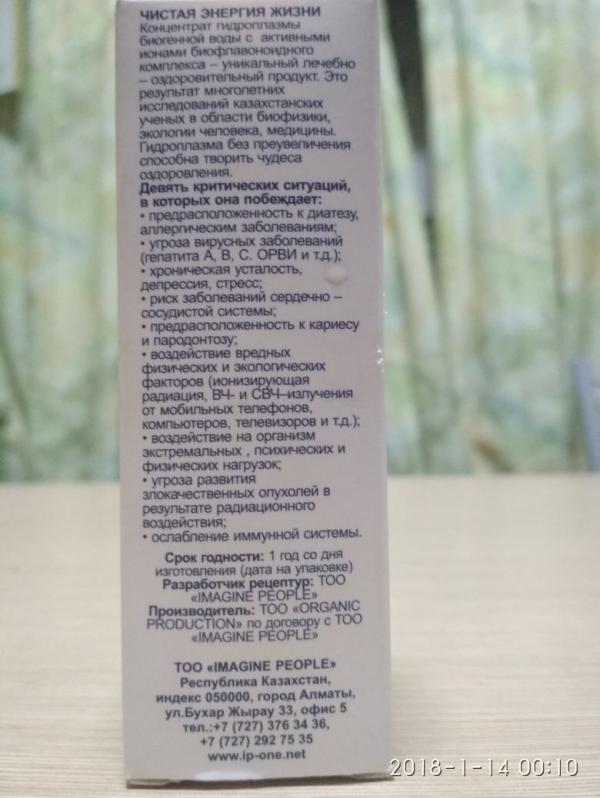 ЧИСТАЯ ЭНЕРГИЯ ЖИЗНИ
Концентрат гидроплазмы
биогенной воды с активными
ионами биофлавоноидного
комплекса – уникальный лечебно
– оздоровительный продукт. Это
результат многолетних
исследований казахстанских
ученых в области биофизики,
экологии человека, медицины.
Гидроплазма без преувеличения
способна творить чудеса
оздоровления.
Девять критических ситуаций,
в которых она побеждает:
• предрасположенность к диатезу,
аллергическим заболеваниям;
• угроза вирусных заболеваний
(гепатита А, В, С. ОРВИ и т.д.);
• хроническая усталость,
депрессия, стресс;
• риск заболеваний сердечно –
сосудистой системы;
• предрасположенность к кариесу
и пародонтозу;
• воздействие вредных
физических и экологических
факторов (ионизирующая
радиация, ВЧ- и СВЧ–излучения
от мобильных телефонов,
компьютеров, телевизоров и т.д.);
• воздействие на организм
экстремальных , психических и
физических нагрузок;
• угроза развития
злокачественных опухолей в
результате радиационного
воздействия;
• ослабление иммунной системы.
Срок годности: 1 год со дня
изготовления (дата на упаковке)
Разработчик рецептур: ТОО
«IMAGINE PEOPLE»
Производитель: ТОО «ORGANIC
PRODUCTION» по договору с ТОО
«IMAGINE PEOPLE»
ТОО «IMAGINE PEOPLE»
Республика Казахстан,
индекс 050000, город Алматы,
ул.Бухар Жырау 33, офис 5
тел.:+7 (727) 376 34 36,
+7 (727) 292 75 35
www.ip-one.net
2018-1-14 00:10